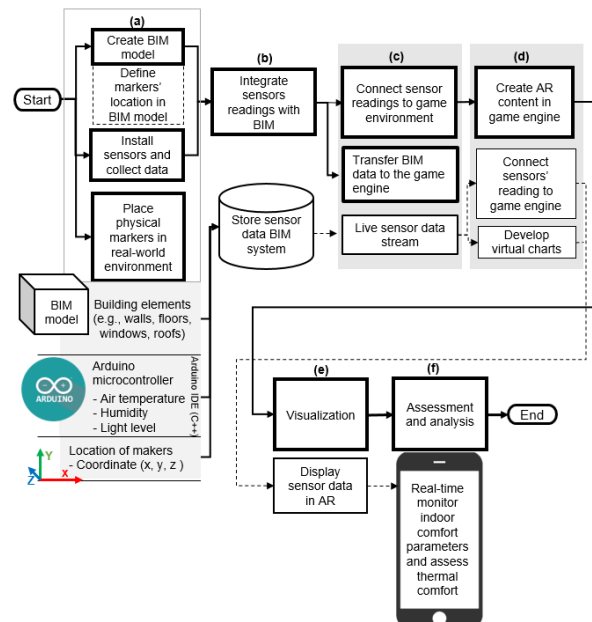 (a)
Create BIM
model
Define
markers'
location in
BIM model
Start
Install
sensors and
collect data
Place
physical
markers in
real-world
environment
(b)
Integrate
sensors
readings with
BIM
Store sensor
data BIM
system
(c)
Connect sensor
readings to game
environment
Transfer BIM
data to the game
engine
Live sensor data
stream
(d)
Create AR
content in
game engine
Connect
sensors'
reading to
game engine
Develop
virtual charts
BIM
model
Building elements
(e.g., walls, floors,
windows, roofs)
ARDUINO
Arduino
microcontroller
- Air temperature
- Humidity
- Light level
Arduino IDE (C++)
Location of makers
- Coordinate (x, y, z )
Y
X
Z
(e)
Visualization
Display
sensor data
in AR
(f)
Assessment
and analysis
End
Real-time
monitor
indoor
comfort
parameters
and assess
thermal
comfort